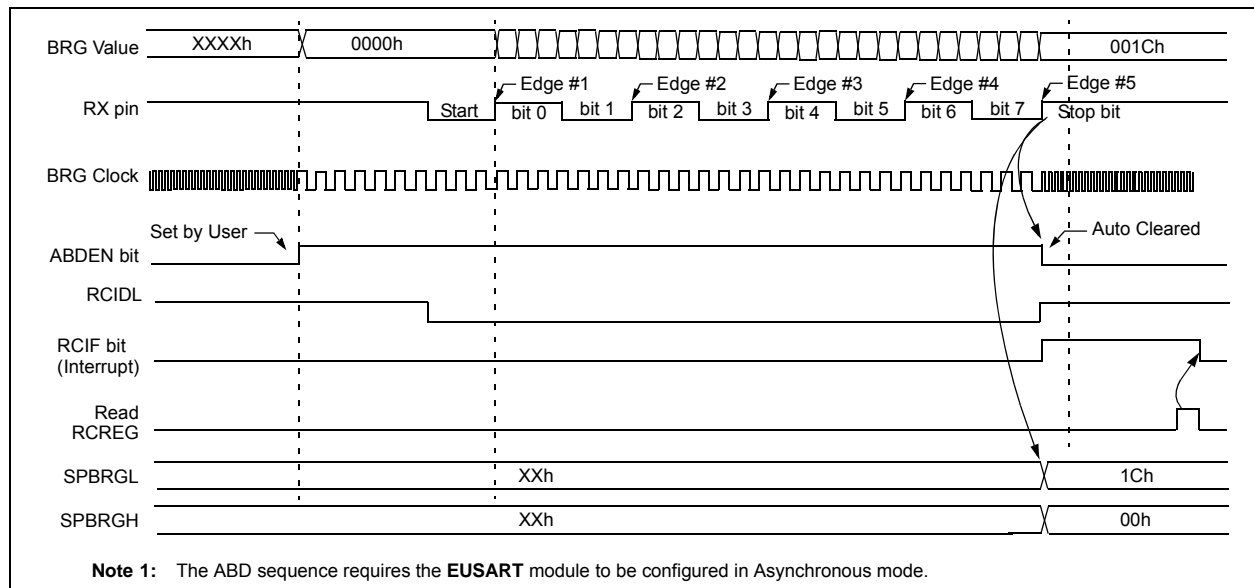 BRG Value XXXXh 0000h 001Ch
Edge #1 Edge #2 Edge #3 Edge #4 Edge #5
RX pin Start bit 0 bit 1 bit 2 bit 3 bit 4 bit 5 bit 6 bit 7 Stop bit
BRG Clock
Set by User Auto Cleared
ABDEN bit
RCIDL
RCIF bit
(Interrupt)
Read
RCREG
SPBRGL XXh 1Ch
SPBRGH XXh 00h
Note 1: The ABD sequence requires the EUSART module to be configured in Asynchronous mode.